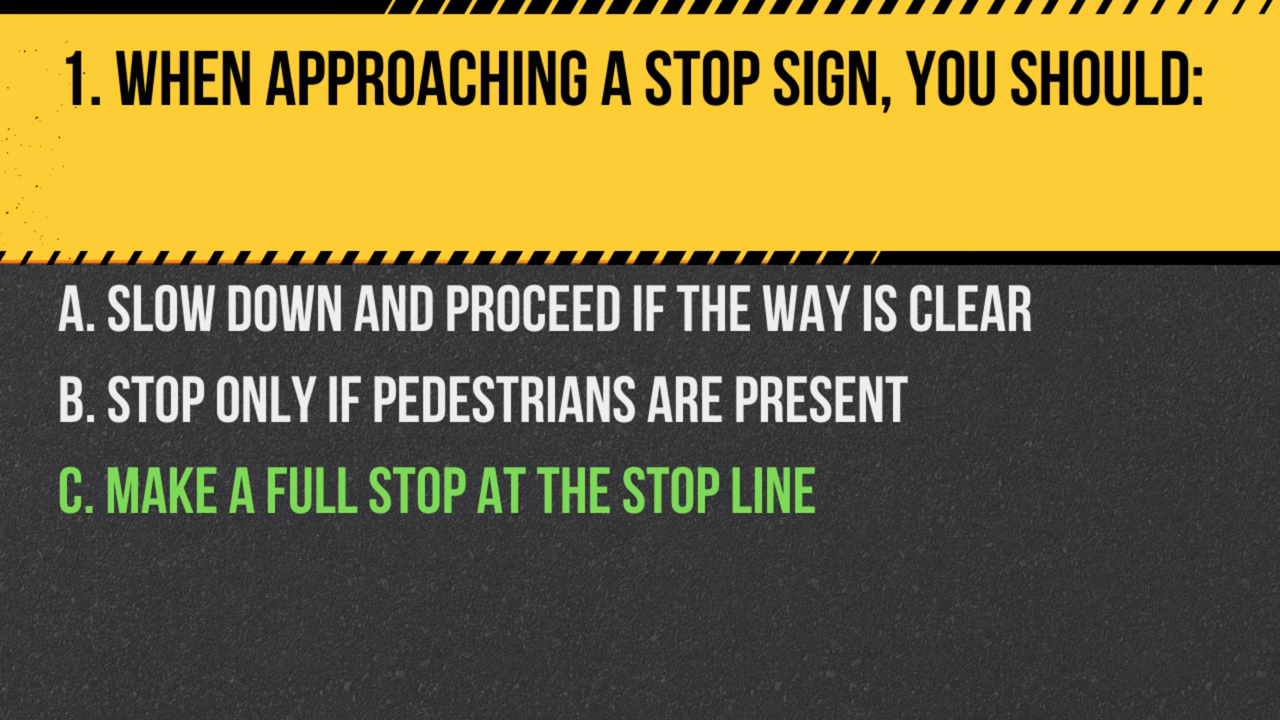 1. WHEN APPROACHING A STOP SIGN, YOU SHOULD:
A. SLOW DOWN AND PROCEED IF THE WAY IS CLEAR
B. STOP ONLY IF PEDESTRIANS ARE PRESENT
C. MAKE A FULL STOP AT THE STOP LINE